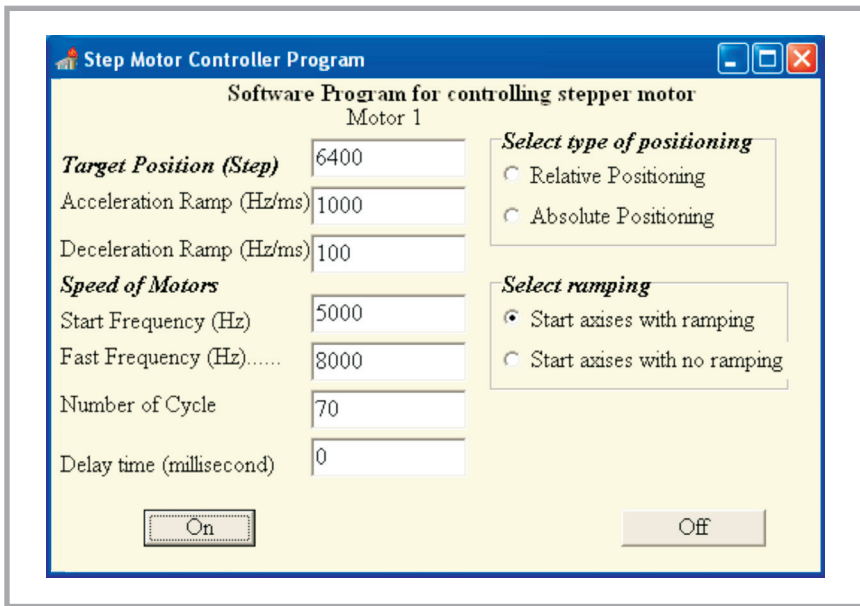 Step Motor Controller Program
Software Program for controlling stepper motor
Motor 1
Target Position (Step) 6400
Acceleration Ramp (Hz/ms) 1000
Deceleration Ramp (Hz/ms) 100
Speed of Motors
Start Frequency (Hz) 5000
Fast Frequency (Hz)...... 8000
Number of Cycle 70
Delay time (millisecond) 0
Select type of positioning
Relative Positioning
Absolute Positioning
Select ramping
Start axises with ramping
Start axises with no ramping
On
Off